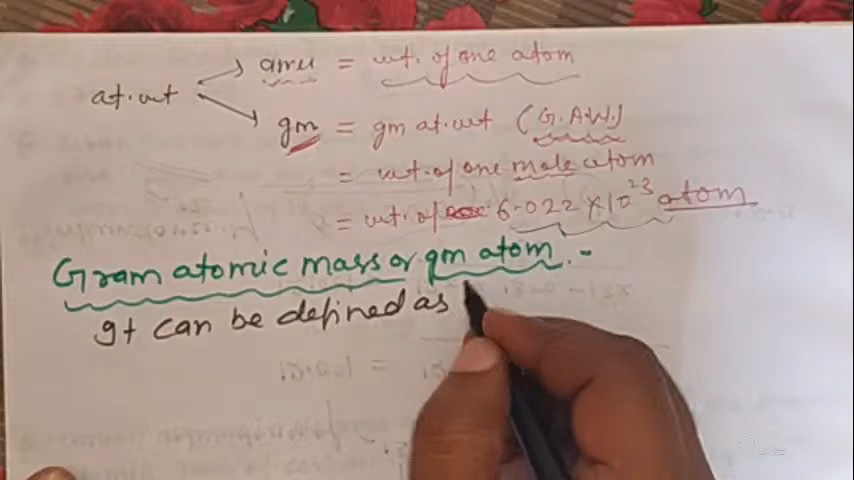 amu = wt. of one atom
at. wt
gm = gm at. wt (G.A.W.)
= wt. of one mole atom
= wt. of 6.022 × 10²³ atom
Gram atomic mass or gm atom. -
It can be defined as